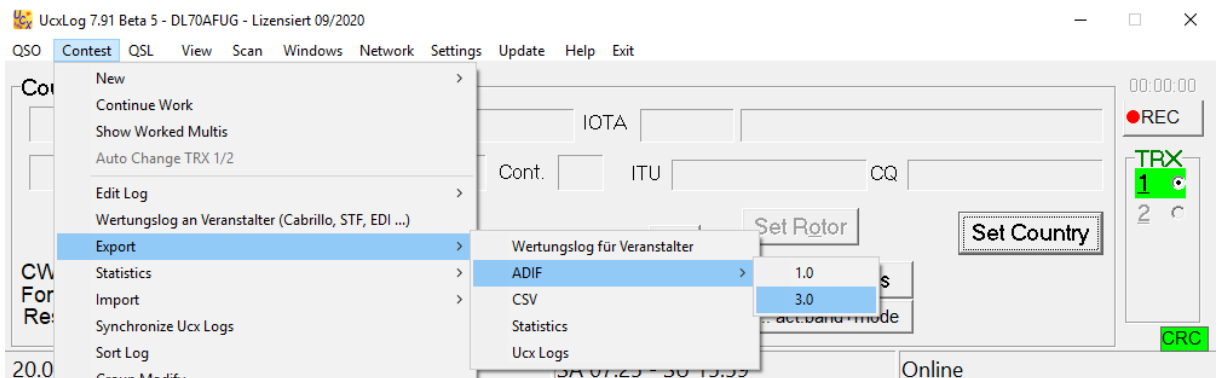 UcxLog 7.91 Beta 5 - DL70AFUG - Lizensiert 09/2020
QSO Contest QSL View Scan Windows Network Settings Update Help Exit
New
Continue Work
Show Worked Multis
Auto Change TRX 1/2
Edit Log
Wertungslog an Veranstalter (Cabrillo, STF, EDI ...)
Export
Statistics
Import
Synchronize Ucx Logs
Sort Log
Group Modify
Wertungslog für Veranstalter
ADIF
CSV
Statistics
Ucx Logs
1.0
3.0
IOTA
Cont. ITU CQ
Set Rotor
Set Country
00:00:00
REC
TRX
1
2
CRC
CW
For
Res
20.0
SA 07:25 - SU 15:59
Online